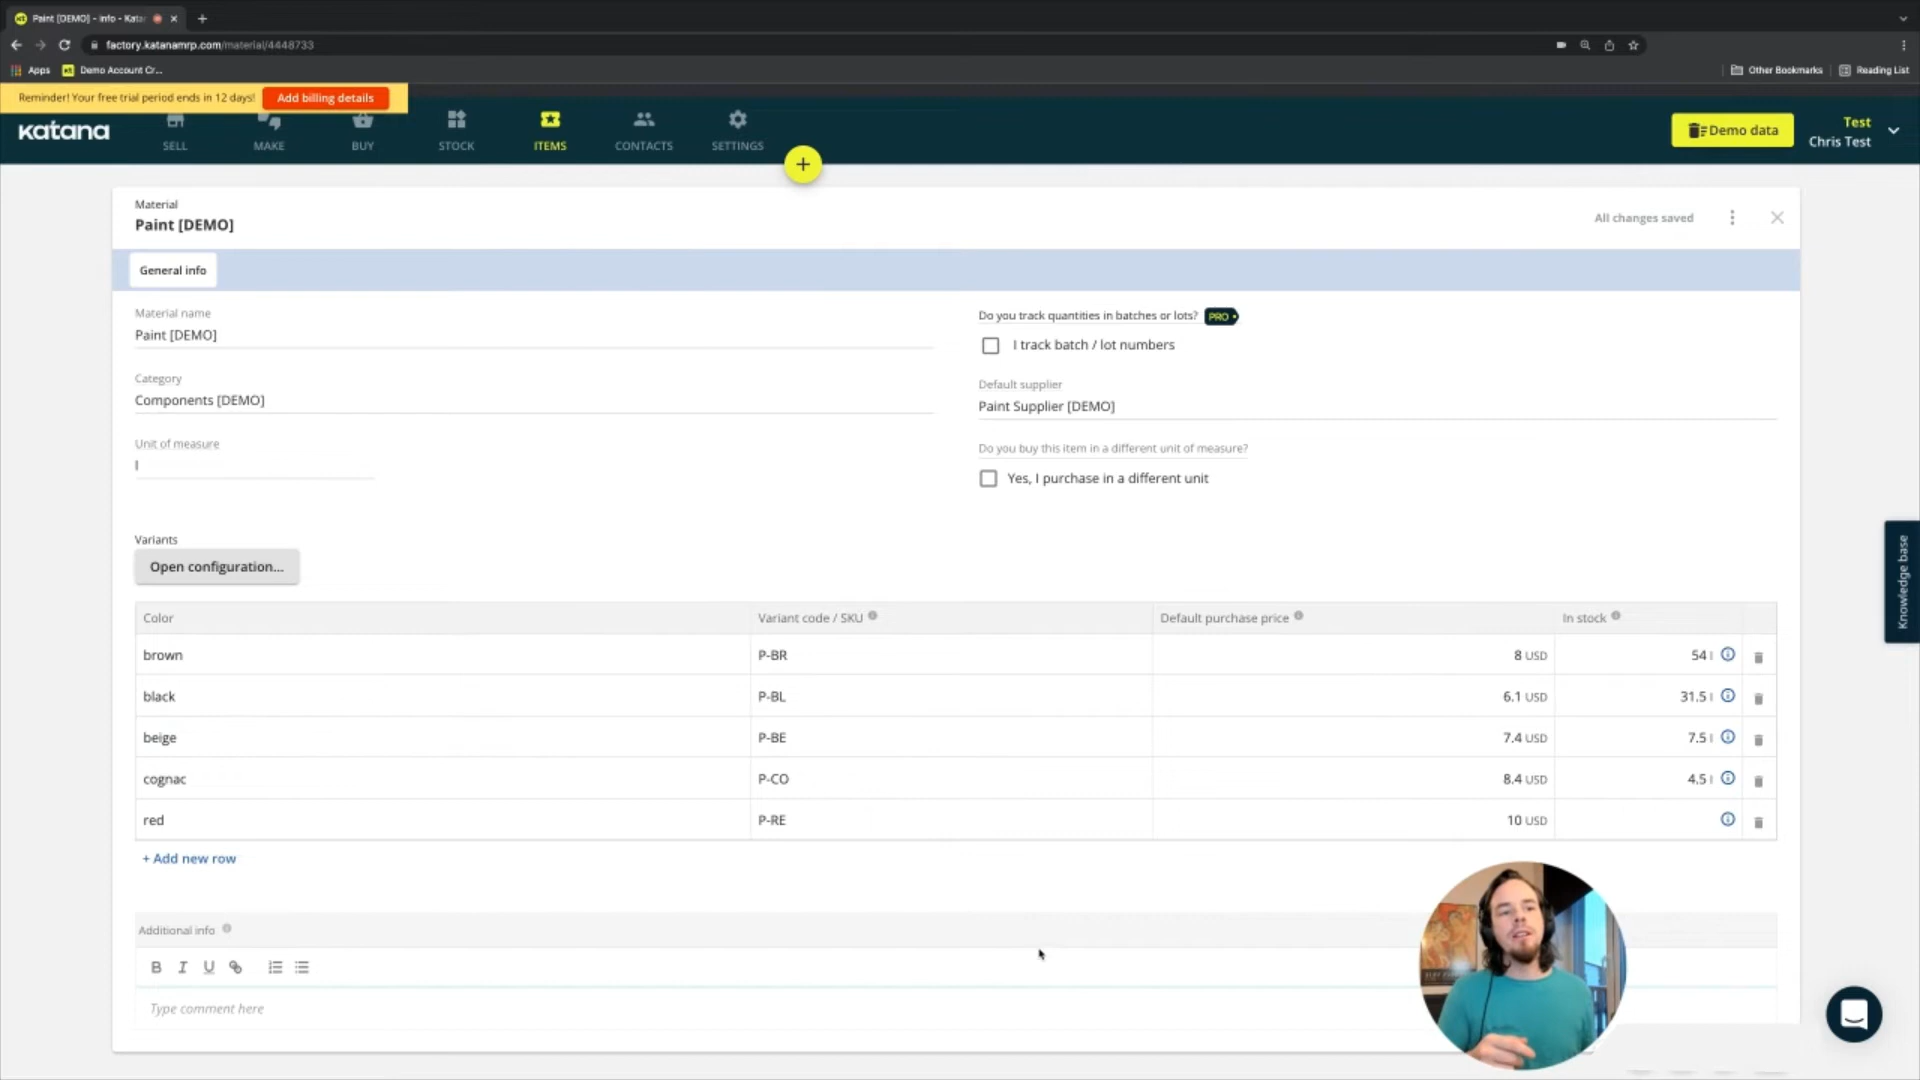 Paint [DEMO] - info - Kata
factory.katanamrp.com/material/4448733
Apps
Demo Account Cr...
Other Bookmarks
Reading List
Reminder! Your free trial period ends in 12 days!
Add billing details
katana
SELL
MAKE
BUY
STOCK
ITEMS
CONTACTS
SETTINGS
Demo data
Test
Chris Test
Material
Paint [DEMO]
All changes saved
General info
Material name
Paint [DEMO]
Do you track quantities in batches or lots? PRO
I track batch / lot numbers
Category
Components [DEMO]
Default supplier
Paint Supplier [DEMO]
Unit of measure
l
Do you buy this item in a different unit of measure?
Yes, I purchase in a different unit
Knowledge base
Variants
Open configuration...
Color Variant code / SKU Default purchase price In stock
brown P-BR 8 USD 54 l
black P-BL 6.1 USD 31.5 l
beige P-BE 7.4 USD 7.5 l
cognac P-CO 8.4 USD 4.5 l
red P-RE 10 USD
+ Add new row
Additional info
B I U
Type comment here